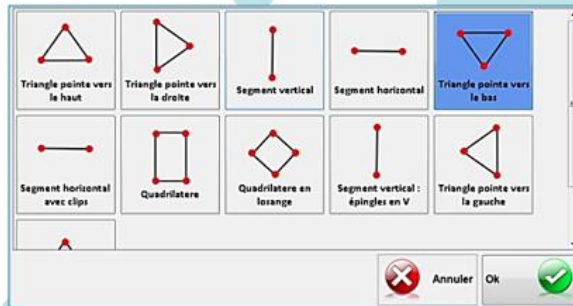 Triangle pointe vers
le haut
Triangle pointe vers
la droite
Segment vertical
Segment horizontal
Triangle pointe vers
le bas
Segment horizontal
avec clips
Quadrilatere
Quadrilatere en
losange
Segment vertical :
épingles en V
Triangle pointe vers
la gauche
Annuler
Ok